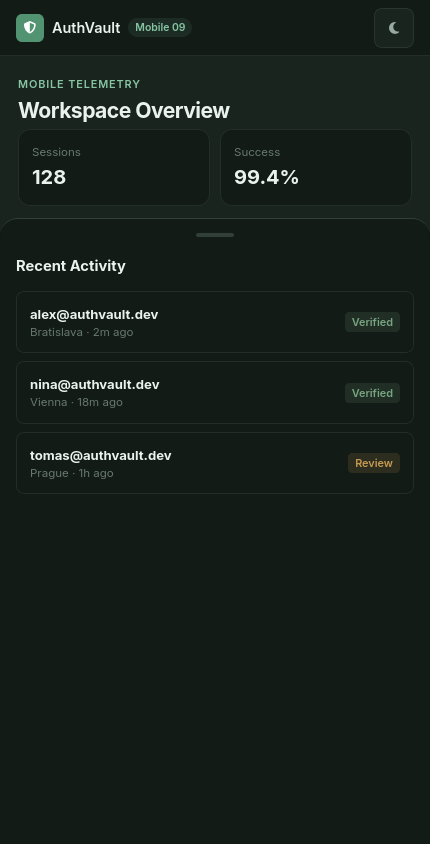 AuthVault Mobile 09
MOBILE TELEMETRY
Workspace Overview
Sessions
128
Success
99.4%
Recent Activity
alex@authvault.dev
Bratislava · 2m ago
Verified
nina@authvault.dev
Vienna · 18m ago
Verified
tomas@authvault.dev
Prague · 1h ago
Review